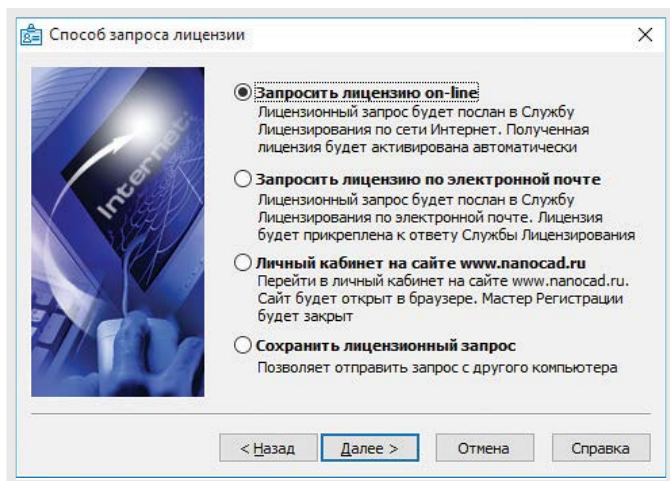 Способ запроса лицензии
Internet
Запросить лицензию on-line
Лицензионный запрос будет послан в Службу
Лицензирования по сети Интернет. Полученная
лицензия будет активирована автоматически
Запросить лицензию по электронной почте
Лицензионный запрос будет послан в Службу
Лицензирования по электронной почте. Лицензия
будет прикреплена к ответу Службы Лицензирования
Личный кабинет на сайте www.nanocad.ru
Перейти в личный кабинет на сайте www.nanocad.ru.
Сайт будет открыт в браузере. Мастер Регистрации
будет закрыт
Сохранить лицензионный запрос
Позволяет отправить запрос с другого компьютера
< Назад Далее > Отмена Справка